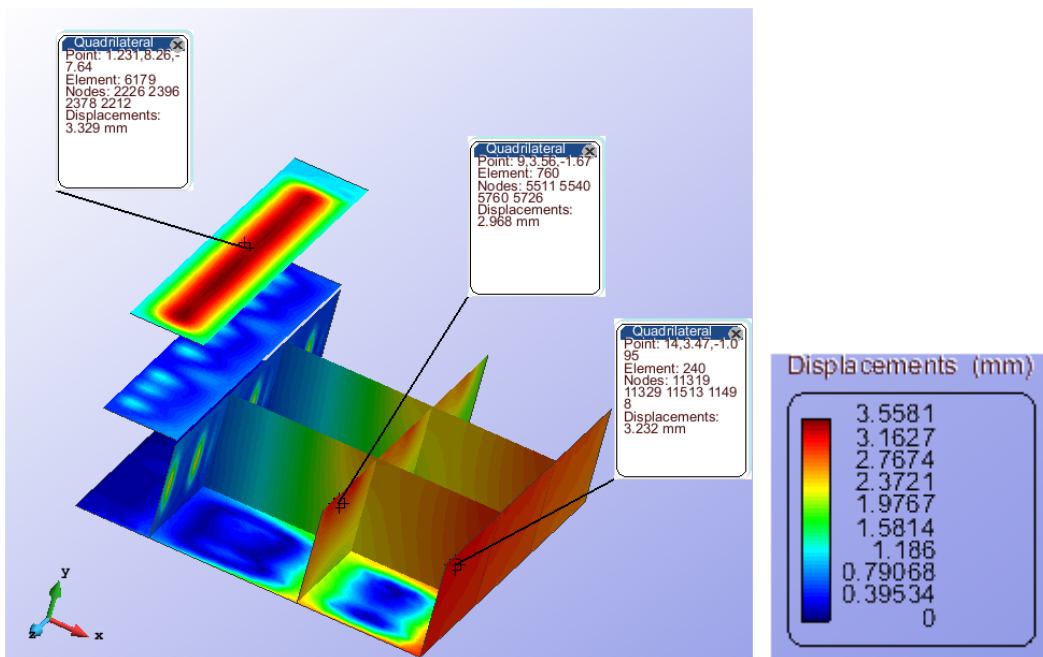 Quadrilateral
Point: 1.231,8.26,-
7.64
Element: 6179
Nodes: 2226 2396
2378 2212
Displacements:
3.329 mm
Quadrilateral
Point: 9,3.56,-1.67
Element: 760
Nodes: 5511 5540
5760 5726
Displacements:
2.968 mm
Quadrilateral
Point: 14,3.47,-1.0
95
Element: 240
Nodes: 11319
11329 11513 1149
8
Displacements:
3.232 mm
Displacements (mm)
3.5581
3.1627
2.7674
2.3721
1.9767
1.5814
1.186
0.79068
0.39534
0
y
z
x